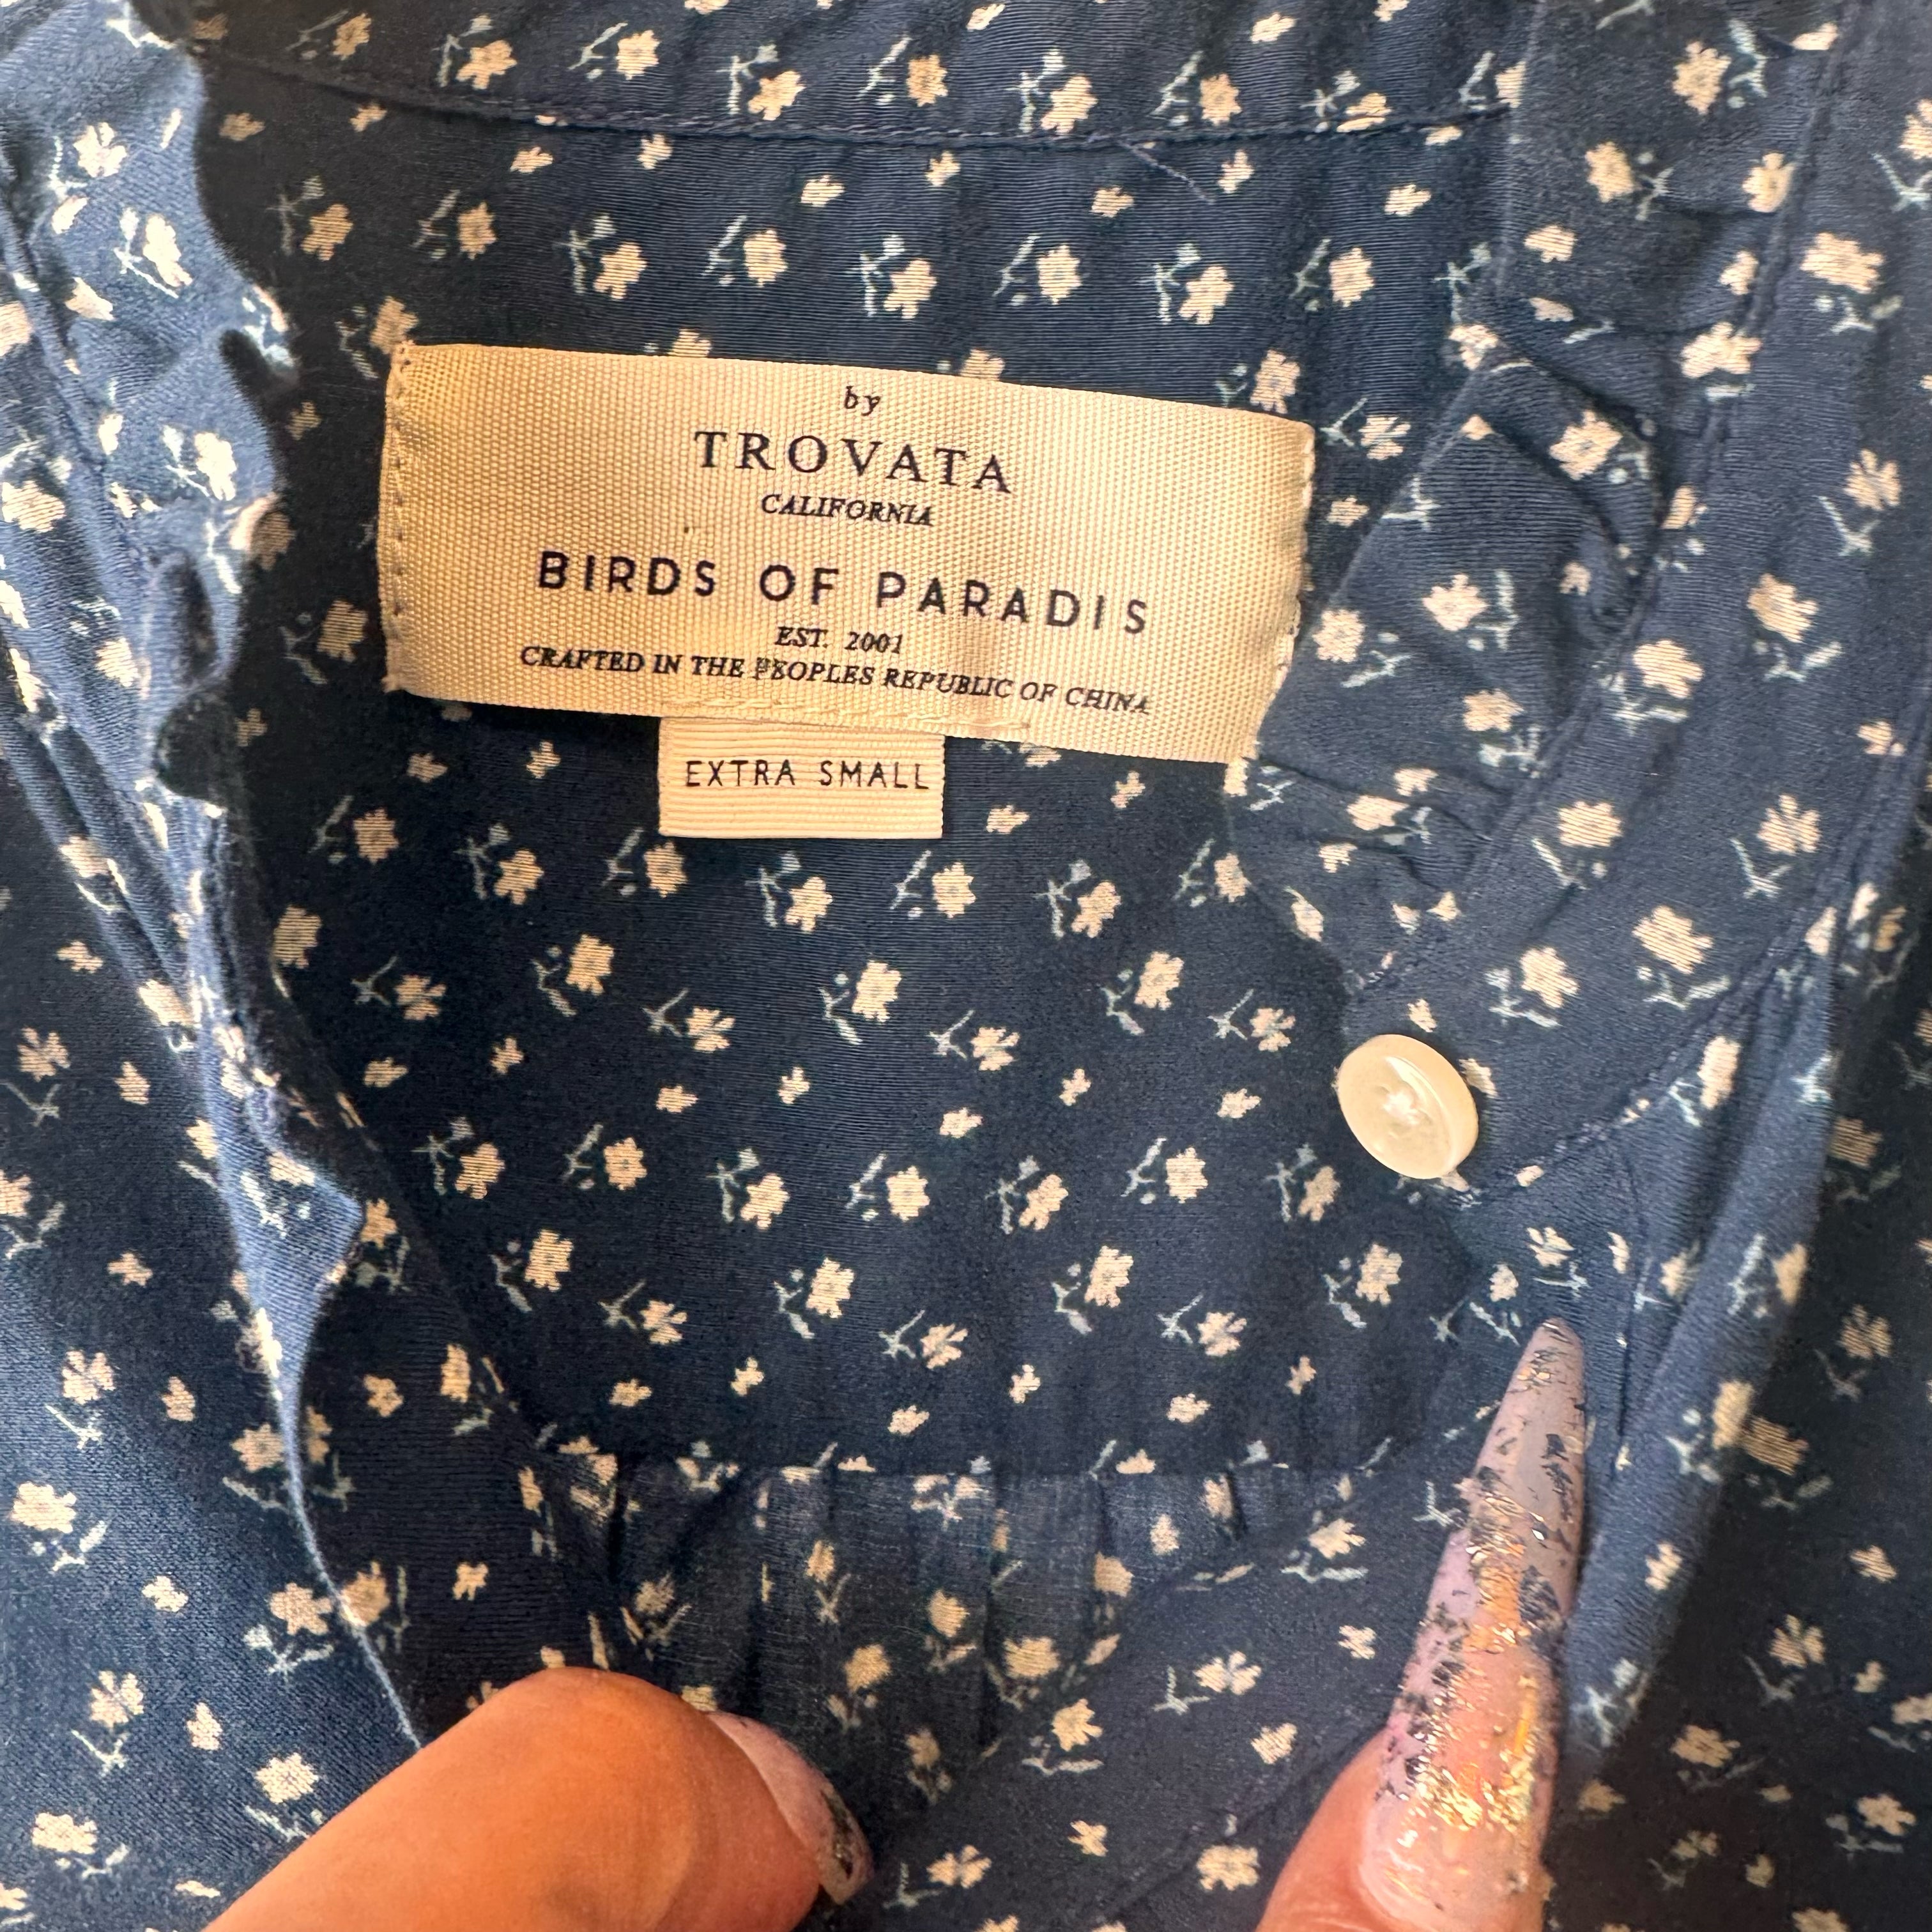 by
TROVATA
CALIFORNIA
BIRDS OF PARADIS
EST. 2001
CRAFTED IN THE PEOPLES REPUBLIC OF CHINA
EXTRA SMALL